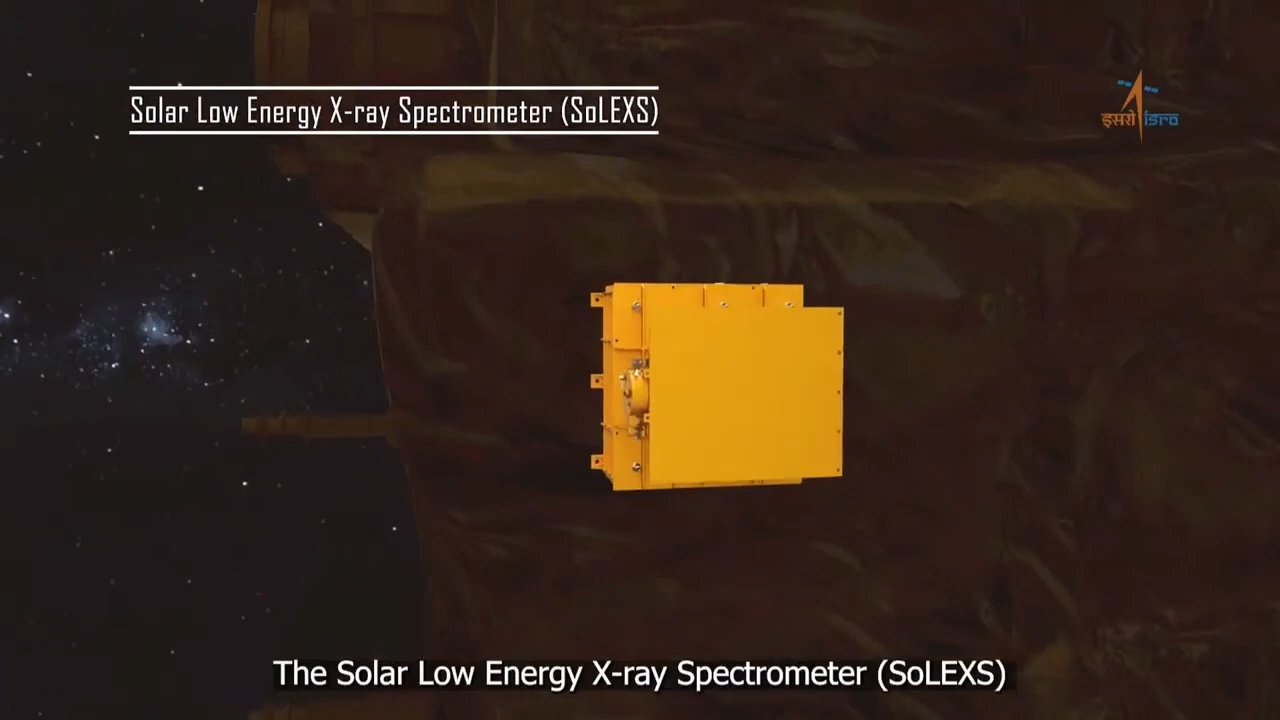 Solar Low Energy X-ray Spectrometer (SoLEXS)
इसरो isro
The Solar Low Energy X-ray Spectrometer (SoLEXS)